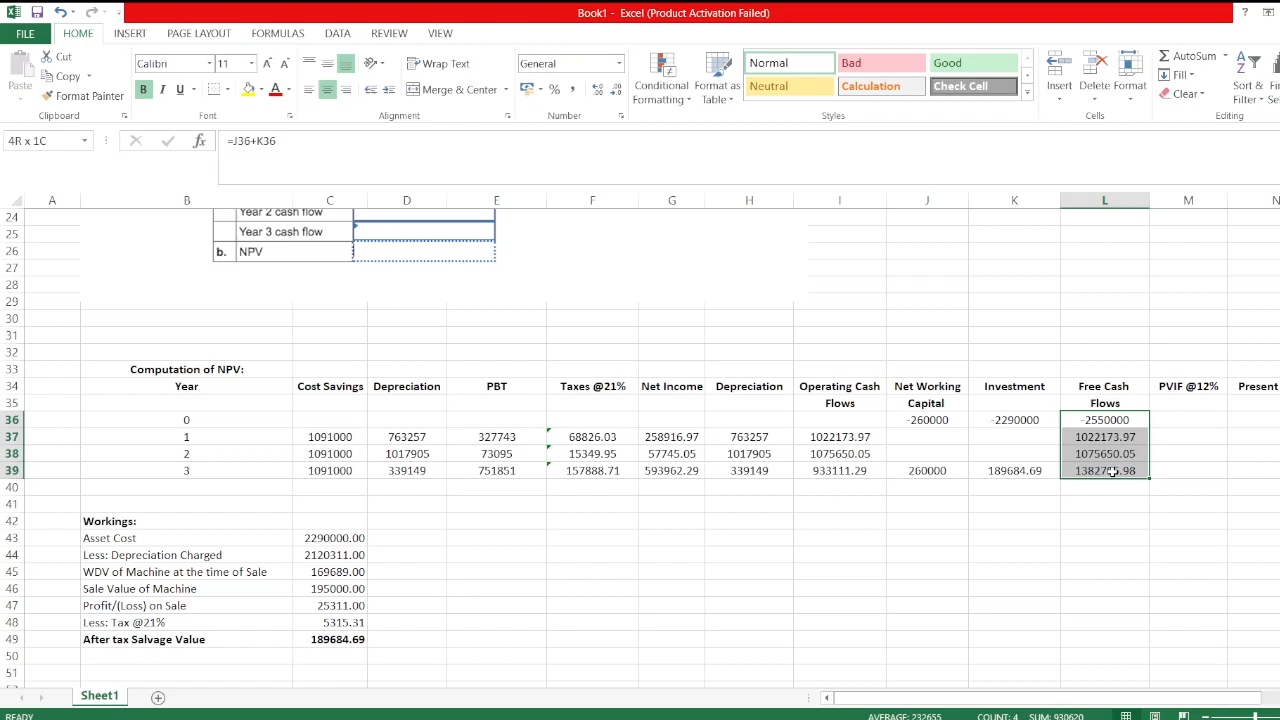 Book1 - Excel (Product Activation Failed)
FILE HOME INSERT PAGE LAYOUT FORMULAS DATA REVIEW VIEW
Cut
Copy
Format Painter
Paste
Clipboard
Calibri 11
B I U
Font
Wrap Text
Merge & Center
Alignment
General
%
Number
Conditional Formatting
Format as Table
Normal Bad Good
Neutral Calculation Check Cell
Styles
Insert Delete Format
Cells
AutoSum
Fill
Clear
Sort & Filter
Editing
4R x 1C fx =J36+K36
A B C D E F G H I J K L M N
24 Year 2 cash flow
25 Year 3 cash flow
26 b. NPV
27
28
29
30
31
32
33 Computation of NPV:
34 Year Cost Savings Depreciation PBT Taxes @21% Net Income Depreciation Operating Cash Net Working Investment Free Cash PVIF @12% Present
35 Flows Capital Flows
36 0 -260000 -2290000 -2550000
37 1 1091000 763257 327743 68826.03 258916.97 763257 1022173.97 1022173.97
38 2 1091000 1017905 73095 15349.95 57745.05 1017905 1075650.05 1075650.05
39 3 1091000 339149 751851 157888.71 593962.29 339149 933111.29 260000 189684.69
40
41
42 Workings:
43 Asset Cost 2290000.00
44 Less: Depreciation Charged 2120311.00
45 WDV of Machine at the time of Sale 169689.00
46 Sale Value of Machine 195000.00
47 Profit/(Loss) on Sale 25311.00
48 Less: Tax @21% 5315.31
49 After tax Salvage Value 189684.69
50
51
Sheet1
READY AVERAGE: 232655 COUNT: 4 SUM: 930620